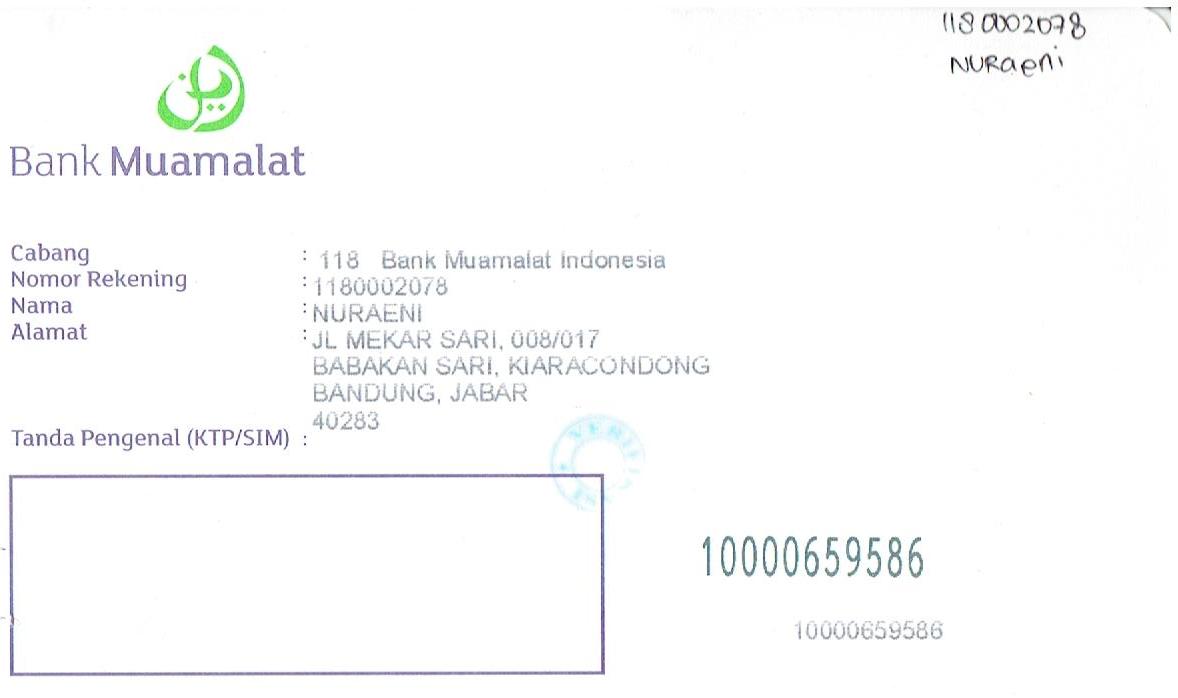 1180002078
NURaeni
Bank Muamalat
Cabang : 118 Bank Muamalat Indonesia
Nomor Rekening : 1180002078
Nama : NURAENI
Alamat : JL MEKAR SARI, 008/017
BABAKAN SARI, KIARACONDONG
BANDUNG, JABAR
40283
Tanda Pengenal (KTP/SIM) :
10000659586
10000659586